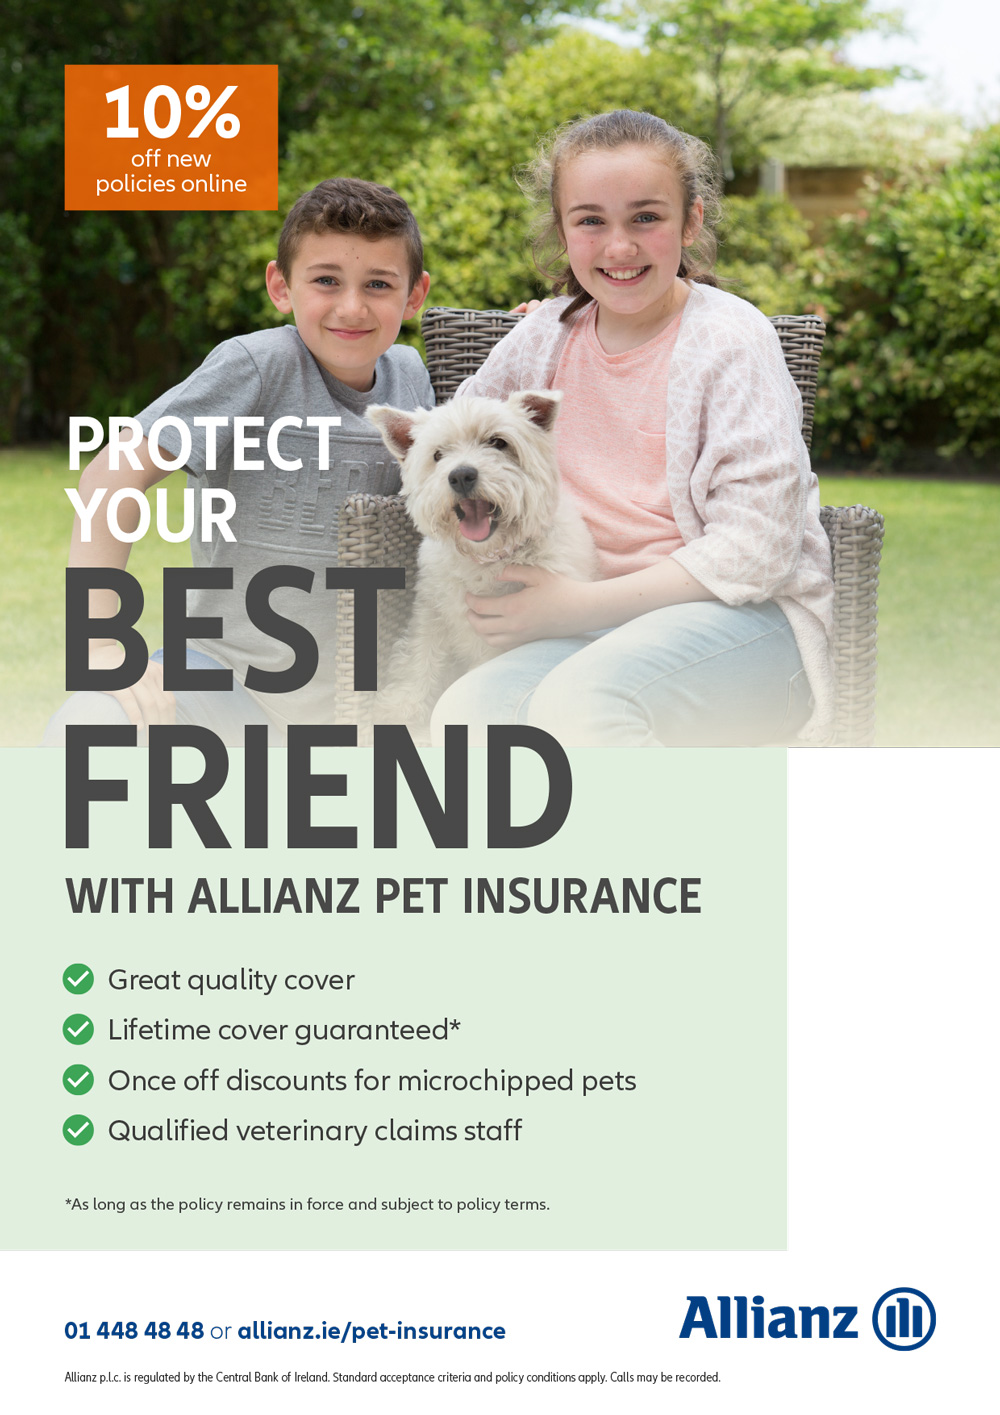 10%
off new
policies online
PROTECT
YOUR
BEST
FRIEND
WITH ALLIANZ PET INSURANCE
Great quality cover
Lifetime cover guaranteed*
Once off discounts for microchipped pets
Qualified veterinary claims staff
*As long as the policy remains in force and subject to policy terms.
01 448 48 48 or allianz.ie/pet-insurance
Allianz
Allianz p.l.c. is regulated by the Central Bank of Ireland. Standard acceptance criteria and policy conditions apply. Calls may be recorded.